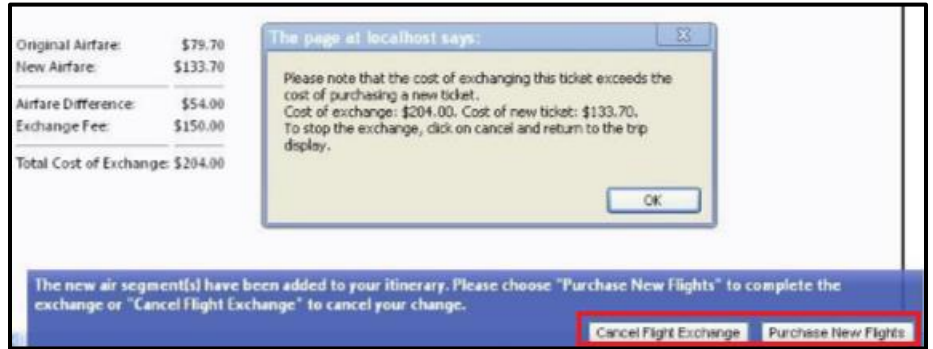 Original Airfare: $79.70
New Airfare: $133.70
Airfare Difference: $54.00
Exchange Fee: $150.00
Total Cost of Exchange: $204.00
The page at localhost says:
Please note that the cost of exchanging this ticket exceeds the
cost of purchasing a new ticket.
Cost of exchange: $204.00. Cost of new ticket: $133.70.
To stop the exchange, click on cancel and return to the trip
display.
OK
The new air segment(s) have been added to your itinerary. Please choose "Purchase New Flights" to complete the
exchange or "Cancel Flight Exchange" to cancel your change.
Cancel Flight Exchange Purchase New Flights